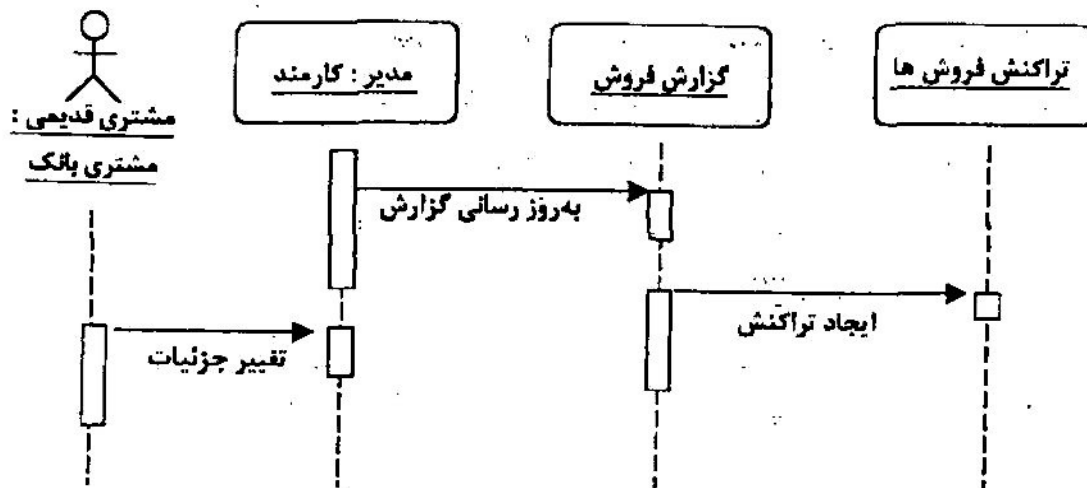 مشتری قدیمی :
مشتری بانک
مدیر : کارمند
گزارش فروش
تراکنش فروش ها
به‌روز رسانی گزارش
ایجاد تراکنش
تغییر جزئیات